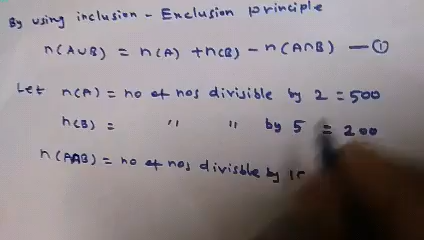 By using inclusion - Exclusion principle
n(A∪B) = n(A) + n(B) - n(A∩B) — ①
Let n(A) = no of nos divisible by 2 = 500
n(B) = " " by 5 = 200
n(A∩B) = no of nos divisible by 10